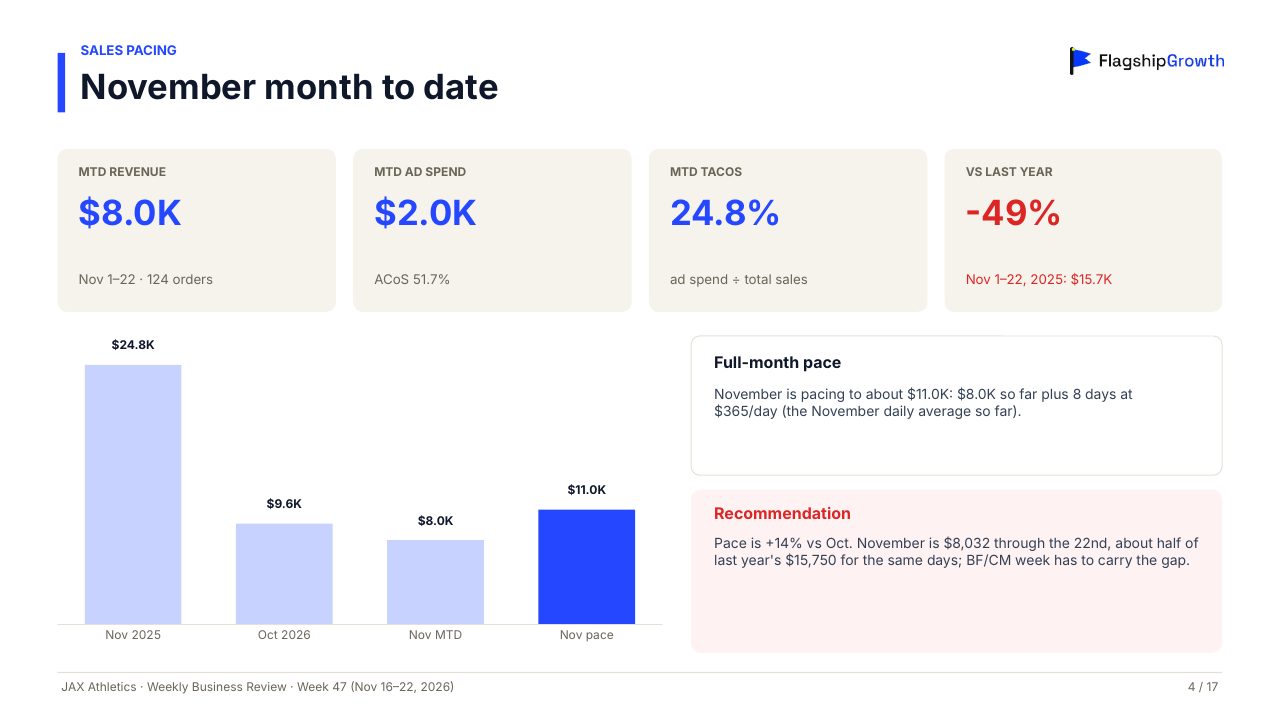 SALES PACING
November month to date
FlagshipGrowth
MTD REVENUE
$8.0K
Nov 1–22 · 124 orders
MTD AD SPEND
$2.0K
ACoS 51.7%
MTD TACOS
24.8%
ad spend ÷ total sales
VS LAST YEAR
-49%
Nov 1–22, 2025: $15.7K
$24.8K
$9.6K
$8.0K
$11.0K
Nov 2025
Oct 2026
Nov MTD
Nov pace
Full-month pace
November is pacing to about $11.0K: $8.0K so far plus 8 days at
$365/day (the November daily average so far).
Recommendation
Pace is +14% vs Oct. November is $8,032 through the 22nd, about half of
last year's $15,750 for the same days; BF/CM week has to carry the gap.
JAX Athletics · Weekly Business Review · Week 47 (Nov 16–22, 2026)
4 / 17